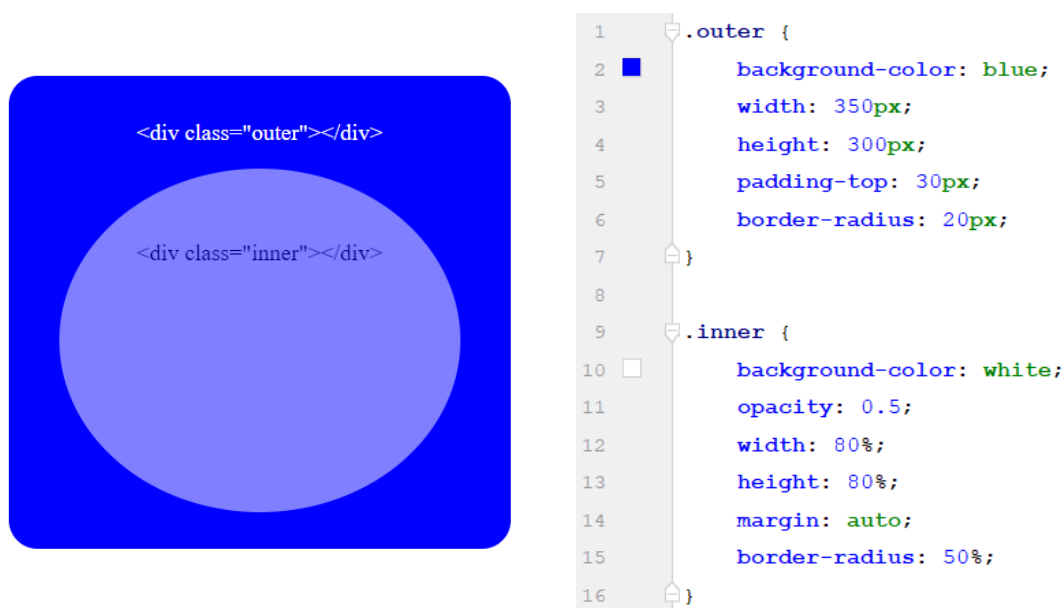 <div class="outer"></div>
<div class="inner"></div>
1 .outer {
2 background-color: blue;
3 width: 350px;
4 height: 300px;
5 padding-top: 30px;
6 border-radius: 20px;
7 }
8
9 .inner {
10 background-color: white;
11 opacity: 0.5;
12 width: 80%;
13 height: 80%;
14 margin: auto;
15 border-radius: 50%;
16 }